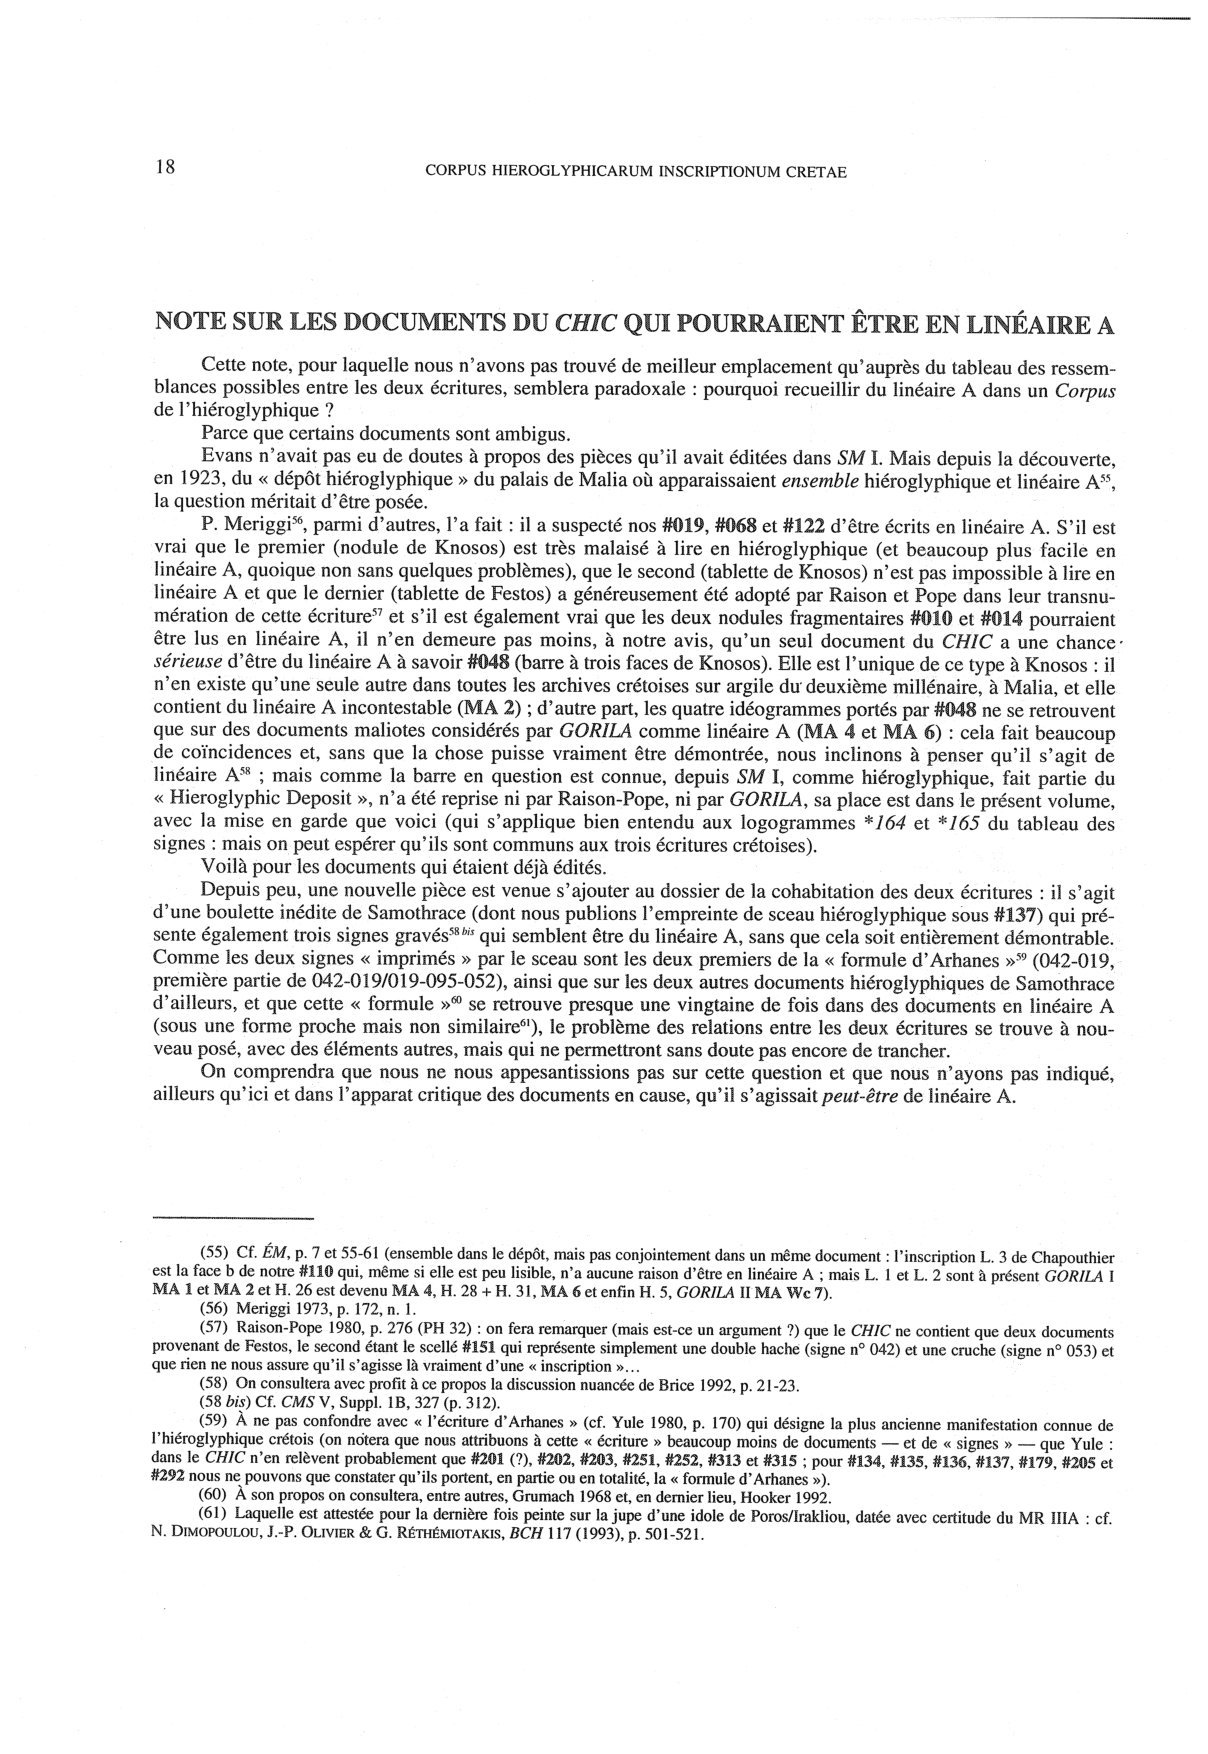 18
CORPUS HIEROGLYPHICARUM INSCRIPTIONUM CRETAE
NOTE SUR LES DOCUMENTS DU CHIC QUI POURRAIENT ÊTRE EN LINÉAIRE A
Cette note, pour laquelle nous n'avons pas trouvé de meilleur emplacement qu'auprès du tableau des ressem-
blances possibles entre les deux écritures, semblera paradoxale : pourquoi recueillir du linéaire A dans un Corpus
de l'hiéroglyphique ?
Parce que certains documents sont ambigus.
Evans n'avait pas eu de doutes à propos des pièces qu'il avait éditées dans SM I. Mais depuis la découverte,
en 1923, du « dépôt hiéroglyphique » du palais de Malia où apparaissaient ensemble hiéroglyphique et linéaire A⁵⁵,
la question méritait d'être posée.
P. Meriggi⁵⁶, parmi d'autres, l'a fait : il a suspecté nos #019, #068 et #122 d'être écrits en linéaire A. S'il est
vrai que le premier (nodule de Knosos) est très malaisé à lire en hiéroglyphique (et beaucoup plus facile en
linéaire A, quoique non sans quelques problèmes), que le second (tablette de Knosos) n'est pas impossible à lire en
linéaire A et que le dernier (tablette de Festos) a généreusement été adopté par Raison et Pope dans leur transnu-
mération de cette écriture⁵⁷ et s'il est également vrai que les deux nodules fragmentaires #010 et #014 pourraient
être lus en linéaire A, il n'en demeure pas moins, à notre avis, qu'un seul document du CHIC a une chance
sérieuse d'être du linéaire A à savoir #048 (barre à trois faces de Knosos). Elle est l'unique de ce type à Knosos : il
n'en existe qu'une seule autre dans toutes les archives crétoises sur argile du deuxième millénaire, à Malia, et elle
contient du linéaire A incontestable (MA 2) ; d'autre part, les quatre idéogrammes portés par #048 ne se retrouvent
que sur des documents maliotes considérés par GORILA comme linéaire A (MA 4 et MA 6) : cela fait beaucoup
de coïncidences et, sans que la chose puisse vraiment être démontrée, nous inclinons à penser qu'il s'agit de
linéaire A⁵⁸ ; mais comme la barre en question est connue, depuis SM I, comme hiéroglyphique, fait partie du
« Hieroglyphic Deposit », n'a été reprise ni par Raison-Pope, ni par GORILA, sa place est dans le présent volume,
avec la mise en garde que voici (qui s'applique bien entendu aux logogrammes *164 et *165 du tableau des
signes : mais on peut espérer qu'ils sont communs aux trois écritures crétoises).
Voilà pour les documents qui étaient déjà édités.
Depuis peu, une nouvelle pièce est venue s'ajouter au dossier de la cohabitation des deux écritures : il s'agit
d'une boulette inédite de Samothrace (dont nous publions l'empreinte de sceau hiéroglyphique sous #137) qui pré-
sente également trois signes gravés⁵⁸ ᵇⁱˢ qui semblent être du linéaire A, sans que cela soit entièrement démontrable.
Comme les deux signes « imprimés » par le sceau sont les deux premiers de la « formule d'Arhanes »⁵⁹ (042-019,
première partie de 042-019/019-095-052), ainsi que sur les deux autres documents hiéroglyphiques de Samothrace
d'ailleurs, et que cette « formule »⁶⁰ se retrouve presque une vingtaine de fois dans des documents en linéaire A
(sous une forme proche mais non similaire⁶¹), le problème des relations entre les deux écritures se trouve à nou-
veau posé, avec des éléments autres, mais qui ne permettront sans doute pas encore de trancher.
On comprendra que nous ne nous appesantissions pas sur cette question et que nous n'ayons pas indiqué,
ailleurs qu'ici et dans l'apparat critique des documents en cause, qu'il s'agissait peut-être de linéaire A.
(55) Cf. ÉM, p. 7 et 55-61 (ensemble dans le dépôt, mais pas conjointement dans un même document : l'inscription L. 3 de Chapouthier
est la face b de notre #110 qui, même si elle est peu lisible, n'a aucune raison d'être en linéaire A ; mais L. 1 et L. 2 sont à présent GORILA I
MA 1 et MA 2 et H. 26 est devenu MA 4, H. 28 + H. 31, MA 6 et enfin H. 5, GORILA II MA Wc 7).
(56) Meriggi 1973, p. 172, n. 1.
(57) Raison-Pope 1980, p. 276 (PH 32) : on fera remarquer (mais est-ce un argument ?) que le CHIC ne contient que deux documents
provenant de Festos, le second étant le scellé #151 qui représente simplement une double hache (signe n° 042) et une cruche (signe n° 053) et
que rien ne nous assure qu'il s'agisse là vraiment d'une « inscription »...
(58) On consultera avec profit à ce propos la discussion nuancée de Brice 1992, p. 21-23.
(58 bis) Cf. CMS V, Suppl. 1B, 327 (p. 312).
(59) À ne pas confondre avec « l'écriture d'Arhanes » (cf. Yule 1980, p. 170) qui désigne la plus ancienne manifestation connue de
l'hiéroglyphique crétois (on notera que nous attribuons à cette « écriture » beaucoup moins de documents — et de « signes » — que Yule :
dans le CHIC n'en relèvent probablement que #201 (?), #202, #203, #251, #252, #313 et #315 ; pour #134, #135, #136, #137, #179, #205 et
#292 nous ne pouvons que constater qu'ils portent, en partie ou en totalité, la « formule d'Arhanes »).
(60) À son propos on consultera, entre autres, Grumach 1968 et, en dernier lieu, Hooker 1992.
(61) Laquelle est attestée pour la dernière fois peinte sur la jupe d'une idole de Poros/Irakliou, datée avec certitude du MR IIIA : cf.
N. DIMOPOULOU, J.-P. OLIVIER & G. RÉTHÉMIOTAKIS, BCH 117 (1993), p. 501-521.